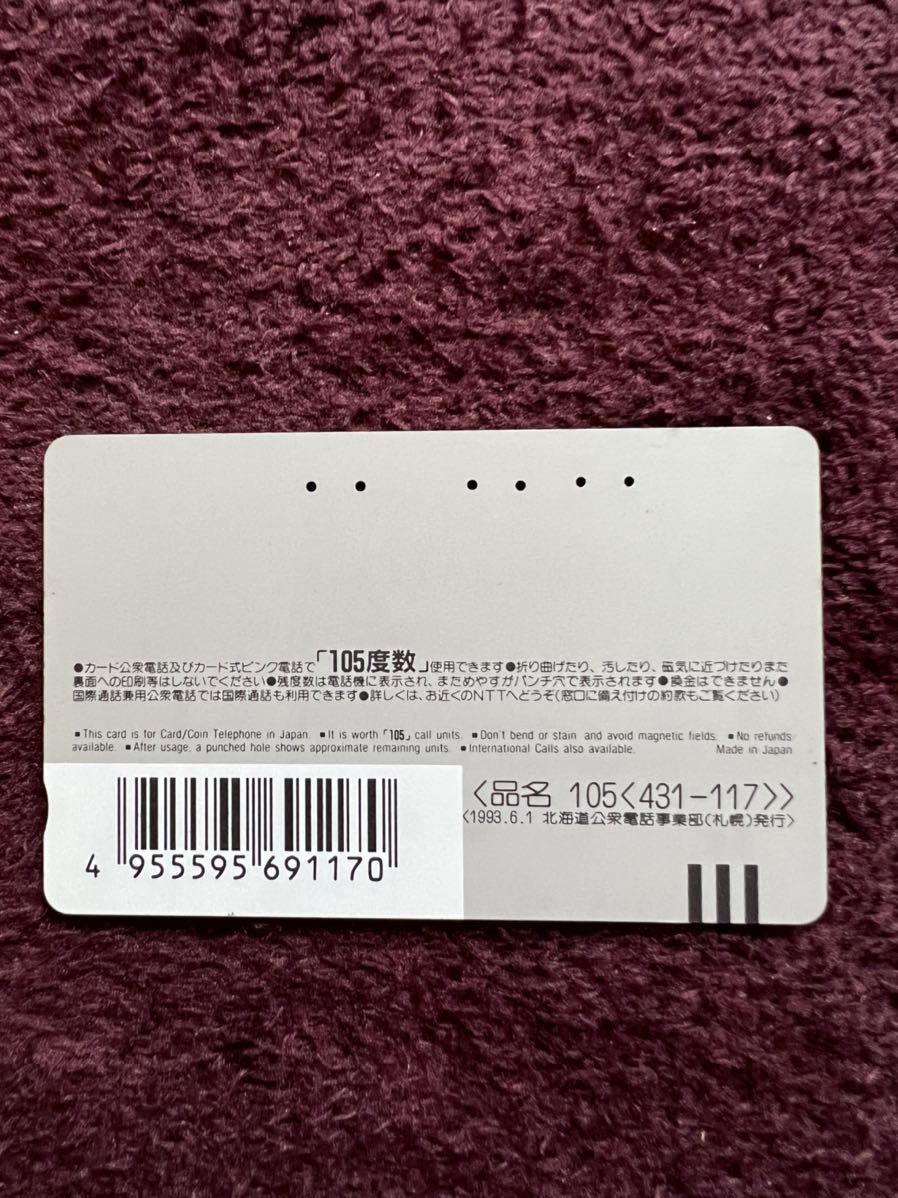 ●カード公衆電話及びカード式ピンク電話で「105度数」使用できます●折り曲げたり、汚したり、磁気に近づけたりまた
裏面への印刷等はしないでください●残度数は電話機に表示され、まためやすがパンチ穴で表示されます●換金はできません●
国際通話兼用公衆電話では国際通話も利用できます●詳しくは、お近くのNTTへどうぞ(窓口に備え付けの約款もご覧ください)
■This card is for Card/Coin Telephone in Japan. ■It is worth「105」call units. ■Don't bend or stain and avoid magnetic fields. ■No refunds
available. ■After usage, a punched hole shows approximate remaining units. ■International Calls also available. Made in Japan
<品名 105<431-117>>
<1993.6.1 北海道公衆電話事業部(札幌)発行>
4 955595 691170